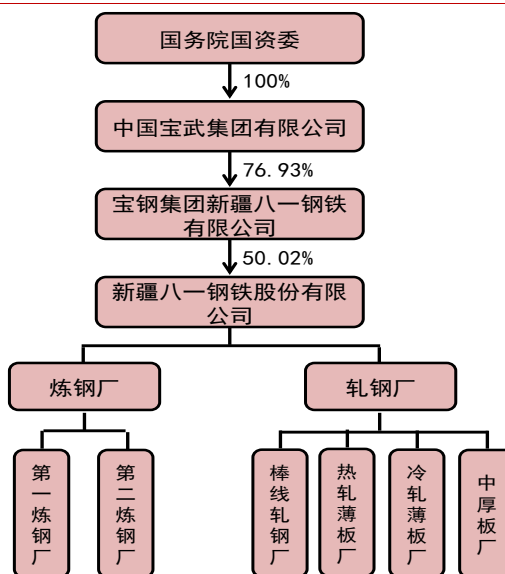 国务院国资委
100%
中国宝武集团有限公司
76.93%
宝钢集团新疆八一钢铁
有限公司
50.02%
新疆八一钢铁股份有限
公司
炼钢厂
轧钢厂
第一炼钢厂
第二炼钢厂
棒线轧钢厂
热轧薄板厂
冷轧薄板厂
中厚板厂